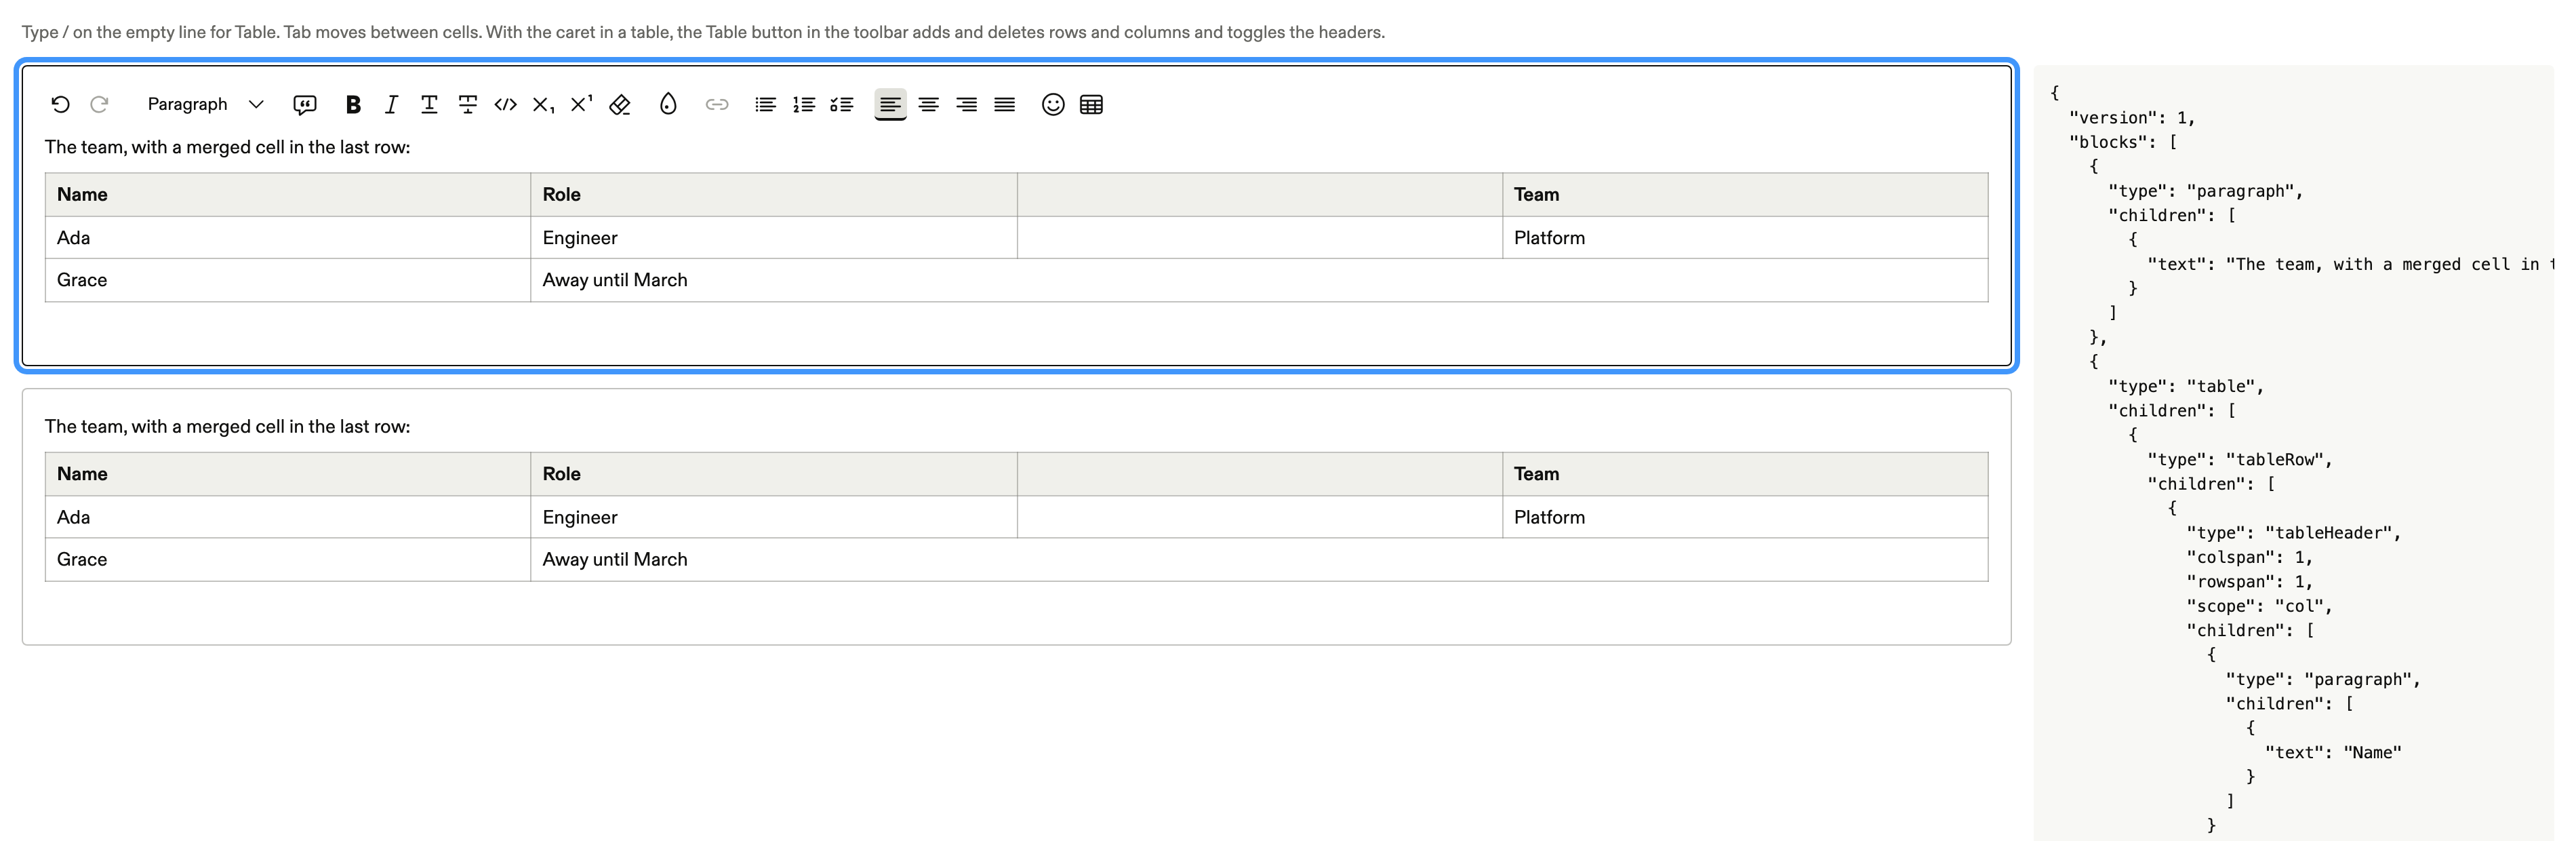 Type / on the empty line for Table. Tab moves between cells. With the caret in a table, the Table button in the toolbar adds and deletes rows and columns and toggles the headers.
Paragraph
The team, with a merged cell in the last row:
Name Role Team
Ada Engineer Platform
Grace Away until March
The team, with a merged cell in the last row:
Name Role Team
Ada Engineer Platform
Grace Away until March
{
"version": 1,
"blocks": [
{
"type": "paragraph",
"children": [
{
"text": "The team, with a merged cell in
}
]
},
{
"type": "table",
"children": [
{
"type": "tableRow",
"children": [
{
"type": "tableHeader",
"colspan": 1,
"rowspan": 1,
"scope": "col",
"children": [
{
"type": "paragraph",
"children": [
{
"text": "Name"
}
]
}